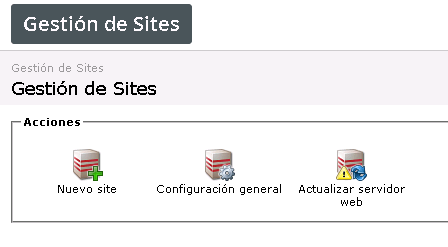 Gestión de Sites
Gestión de Sites
Gestión de Sites
Acciones
Nuevo site
Configuración general
Actualizar servidor
web